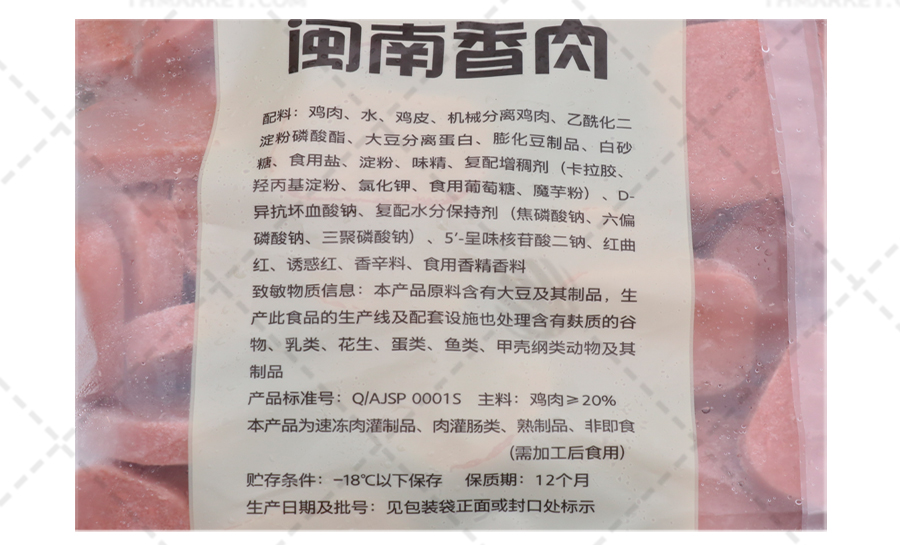 闽南香肉
配料：鸡肉、水、鸡皮、机械分离鸡肉、乙酰化二
淀粉磷酸酯、大豆分离蛋白、膨化豆制品、白砂
糖、食用盐、淀粉、味精、复配增稠剂（卡拉胶、
羟丙基淀粉、氯化钾、食用葡萄糖、魔芋粉）、D-
异抗坏血酸钠、复配水分保持剂（焦磷酸钠、六偏
磷酸钠、三聚磷酸钠）、5′-呈味核苷酸二钠、红曲
红、诱惑红、香辛料、食用香精香料
致敏物质信息：本产品原料含有大豆及其制品，生
产此食品的生产线及配套设施也处理含有麸质的谷
物、乳类、花生、蛋类、鱼类、甲壳纲类动物及其
制品
产品标准号：Q/AJSP 0001S 主料：鸡肉≥20%
本产品为速冻肉灌制品、肉灌肠类、熟制品、非即食
（需加工后食用）
贮存条件：-18℃以下保存 保质期：12个月
生产日期及批号：见包装袋正面或封口处标示